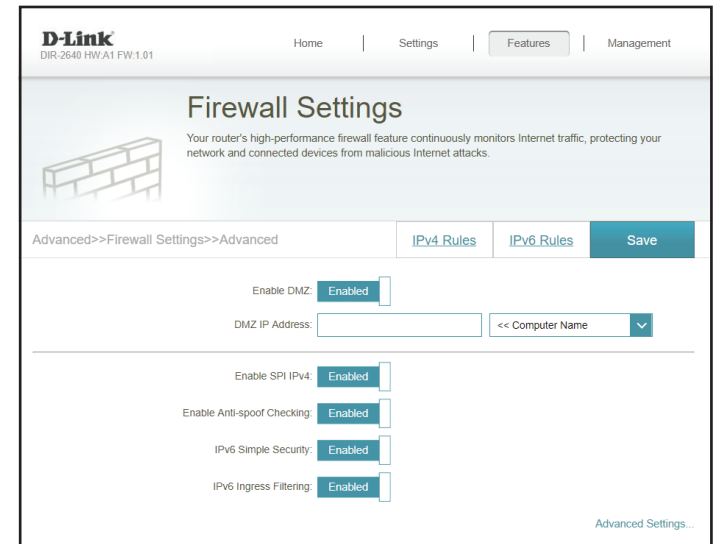 D-Link
DIR-2640 HW:A1 FW:1.01
Home
Settings
Features
Management
Firewall Settings
Your router's high-performance firewall feature continuously monitors Internet traffic, protecting your
network and connected devices from malicious Internet attacks.
Advanced>>Firewall Settings>>Advanced
IPv4 Rules
IPv6 Rules
Save
Enable DMZ: Enabled
DMZ IP Address: << Computer Name
Enable SPI IPv4: Enabled
Enable Anti-spoof Checking: Enabled
IPv6 Simple Security: Enabled
IPv6 Ingress Filtering: Enabled
Advanced Settings...